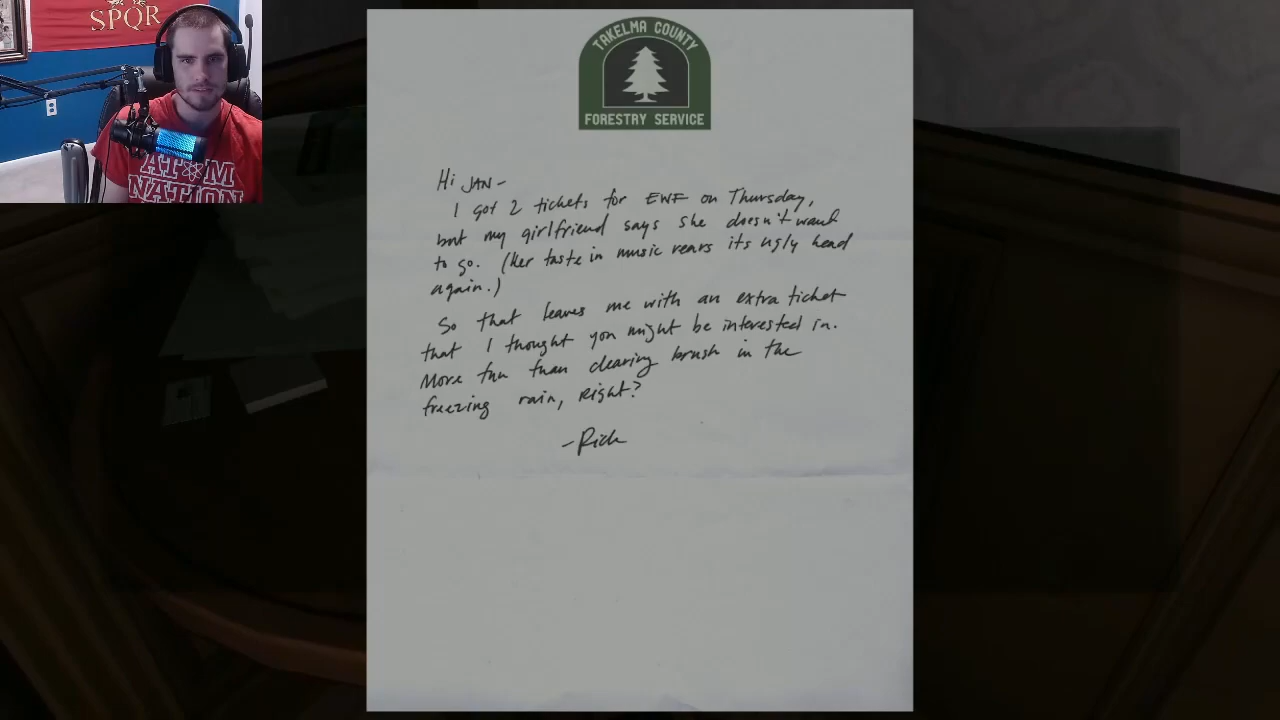 SPQR
ATOM
NATION
TAKELMA COUNTY
FORESTRY SERVICE
Hi JAN-
I got 2 tickets for EWF on Thursday,
but my girlfriend says she doesn't want
to go. (Her taste in music rears its ugly head
again.)
So that leaves me with an extra ticket
that I thought you might be interested in.
More fun than clearing brush in the
freezing rain, right?
-Rich